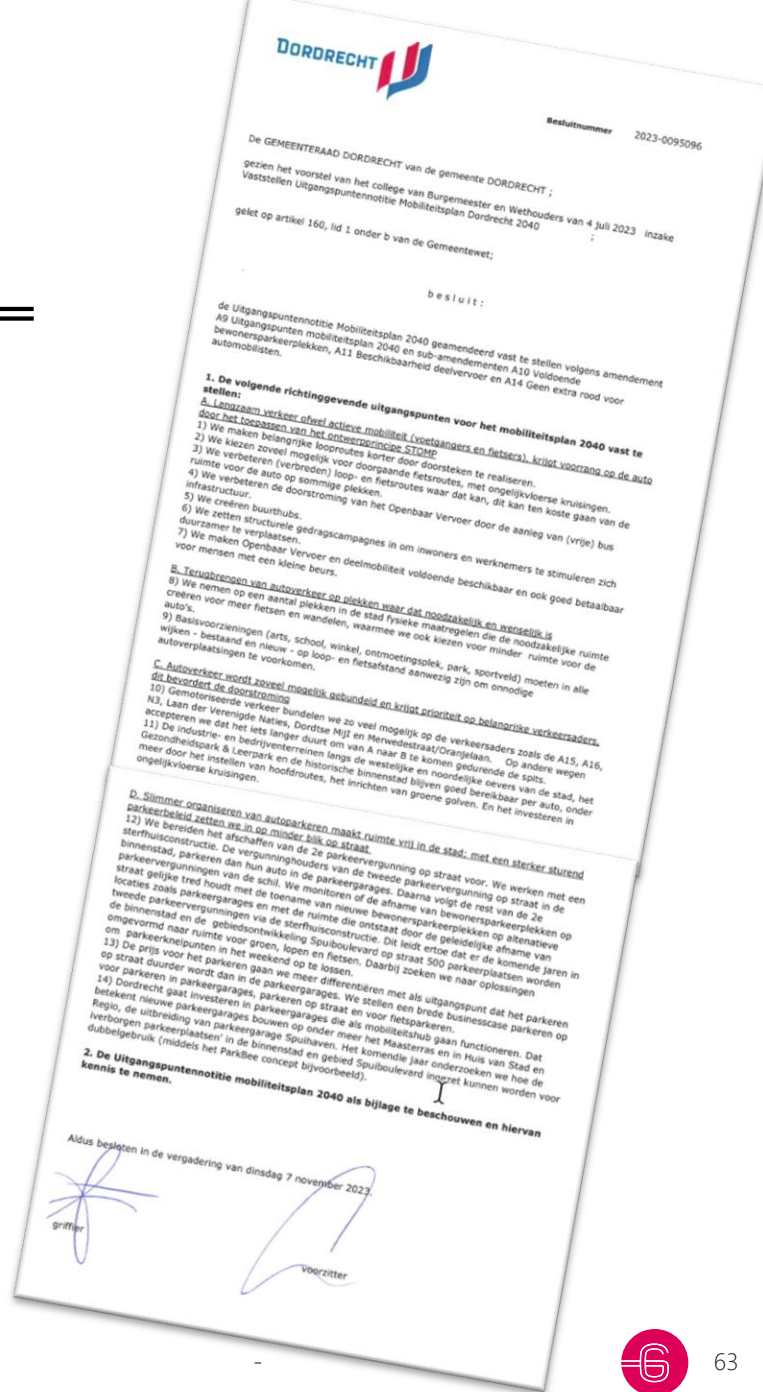 DORDRECHT
Besluitnummer 2023-0095096
De GEMEENTERAAD DORDRECHT van de gemeente DORDRECHT ;
gezien het voorstel van het college van Burgemeester en Wethouders van 4 juli 2023 inzake
Vaststellen Uitgangspuntennotitie Mobiliteitsplan Dordrecht 2040 ;
gelet op artikel 160, lid 1 onder b van de Gemeentewet;
b e s l u i t :
de Uitgangspuntennotitie Mobiliteitsplan 2040 geamendeerd vast te stellen volgens amendement
A9 Uitgangspunten mobiliteitsplan 2040 en sub-amendementen A10 Voldoende
bewonersparkeerplekken, A11 Beschikbaarheid deelvervoer en A14 Geen extra rood voor
automobilisten.
1. De volgende richtinggevende uitgangspunten voor het mobiliteitsplan 2040 vast te
stellen:
A. Langzaam verkeer ofwel actieve mobiliteit (voetgangers en fietsers), krijgt voorrang op de auto
door het toepassen van het ontwerpprincipe STOMP
1) We maken belangrijke looproutes korter door doorsteken te realiseren.
2) We kiezen zoveel mogelijk voor doorgaande fietsroutes, met ongelijkvloerse kruisingen.
3) We verbeteren (verbreden) loop- en fietsroutes waar dat kan, dit kan ten koste gaan van de
ruimte voor de auto op sommige plekken.
4) We verbeteren de doorstroming van het Openbaar Vervoer door de aanleg van (vrije) bus
infrastructuur.
5) We creëren buurthubs.
6) We zetten structurele gedragscampagnes in om inwoners en werknemers te stimuleren zich
duurzamer te verplaatsen.
7) We maken Openbaar Vervoer en deelmobiliteit voldoende beschikbaar en ook goed betaalbaar
voor mensen met een kleine beurs.
B. Terugbrengen van autoverkeer op plekken waar dat noodzakelijk en wenselijk is
8) We nemen op een aantal plekken in de stad fysieke maatregelen die de noodzakelijke ruimte
creëren voor meer fietsen en wandelen, waarmee we ook kiezen voor minder ruimte voor de
auto's.
9) Basisvoorzieningen (arts, school, winkel, ontmoetingsplek, park, sportveld) moeten in alle
wijken - bestaand en nieuw - op loop- en fietsafstand aanwezig zijn om onnodige
autoverplaatsingen te voorkomen.
C. Autoverkeer wordt zoveel mogelijk gebundeld en krijgt prioriteit op belangrijke verkeersaders,
dit bevordert de doorstroming
10) Gemotoriseerde verkeer bundelen we zo veel mogelijk op de verkeersaders zoals de A15, A16,
N3, Laan der Verenigde Naties, Dordtse Mijl en Merwedestraat/Oranjelaan. Op andere wegen
accepteren we dat het iets langer duurt om van A naar B te komen gedurende de spits.
11) De industrie- en bedrijventerreinen langs de westelijke en noordelijke oevers van de stad, het
Gezondheidspark & Leerpark en de historische binnenstad blijven goed bereikbaar per auto, onder
meer door het instellen van hoofdroutes, het inrichten van groene golven. En het investeren in
ongelijkvloerse kruisingen.
D. Slimmer organiseren van autoparkeren maakt ruimte vrij in de stad; met een sterker sturend
parkeerbeleid zetten we in op minder blik op straat
12) We bereiden het afschaffen van de 2e parkeervergunning op straat voor. We werken met een
sterfhuisconstructie. De vergunninghouders van de tweede parkeervergunning op straat in de
binnenstad, parkeren dan hun auto in de parkeergarages. Daarna volgt de rest van de 2e
parkeervergunningen van de schil. We monitoren of de afname van bewonersparkeerplekken op
straat gelijke tred houdt met de toename van nieuwe bewonersparkeerplekken op altenatieve
locaties zoals parkeergarages en met de ruimte die ontstaat door de geleidelijke afname van
tweede parkeervergunningen via de sterfhuisconstructie. Dit leidt ertoe dat er de komende jaren in
de binnenstad en de gebiedsontwikkeling Spuiboulevard op straat 500 parkeerplaatsen worden
omgevormd naar ruimte voor groen, lopen en fietsen. Daarbij zoeken we naar oplossingen
om parkeerknelpunten in het weekend op te lossen.
13) De prijs voor het parkeren gaan we meer differentiëren met als uitgangspunt dat het parkeren
op straat duurder wordt dan in de parkeergarages. We stellen een brede businesscase parkeren op
voor parkeren in parkeergarages, parkeren op straat en voor fietsparkeren.
14) Dordrecht gaat investeren in parkeergarages die als mobiliteitshub gaan functioneren. Dat
betekent nieuwe parkeergarages bouwen op onder meer het Maasterras en in Huis van Stad en
Regio, de uitbreiding van parkeergarage Spuihaven. Het komendle jaar onderzoeken we hoe de
iverborgen parkeerplaatsen' in de binnenstad en gebied Spuiboulevard ingezet kunnen worden voor
dubbelgebruik (middels het ParkBee concept bijvoorbeeld).
2. De Uitgangspuntennotitie mobiliteitsplan 2040 als bijlage te beschouwen en hiervan
kennis te nemen.
Aldus besloten in de vergadering van dinsdag 7 november 2023.
griffier
voorzitter
-
63